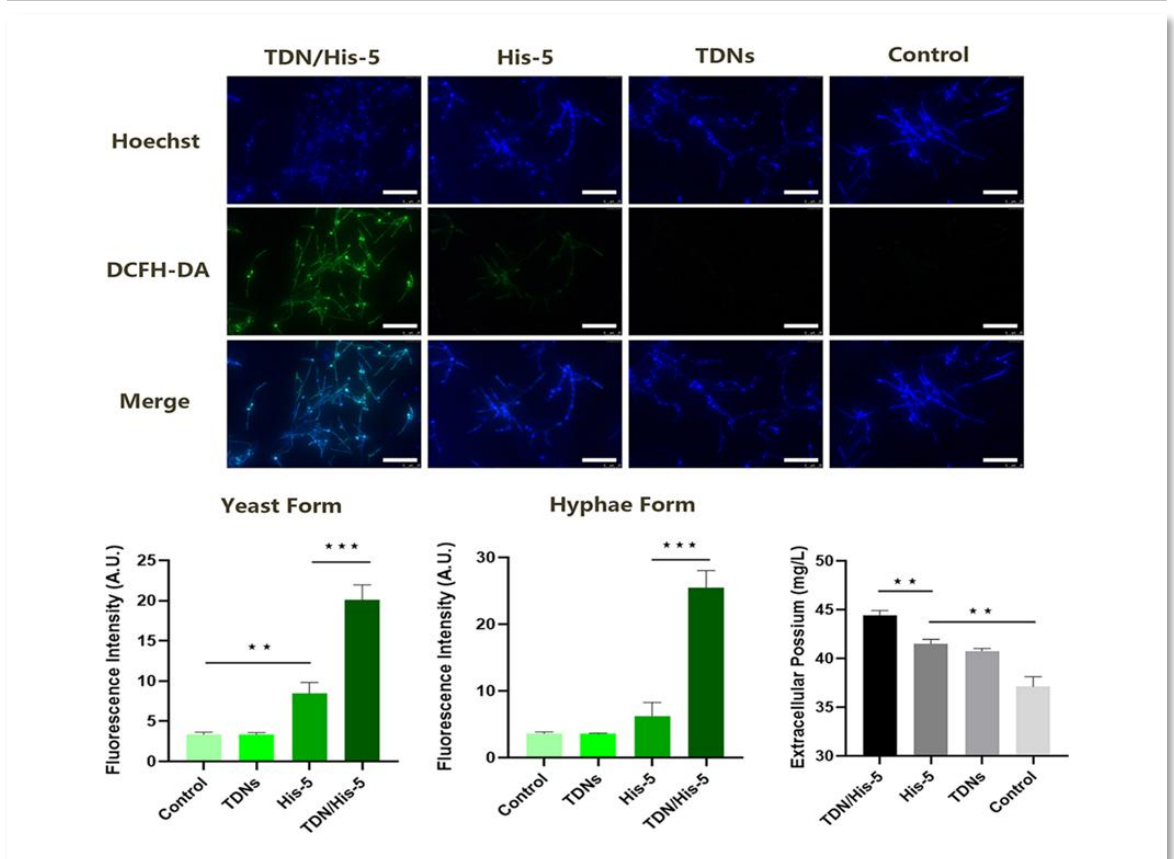 TDN/His-5 His-5 TDNs Control
Hoechst
DCFH-DA
Merge
Yeast Form
Fluorescence Intensity (A.U.)
25
20
15
10
5
0
★ ★
★ ★ ★
Control TDNs His-5 TDN/His-5
Hyphae Form
Fluorescence Intensity (A.U.)
30
20
10
0
★ ★ ★
Control TDNs His-5 TDN/His-5
Extracellular Possium (mg/L)
50
45
40
35
30
★ ★
★ ★
TDN/His-5 His-5 TDNs Control